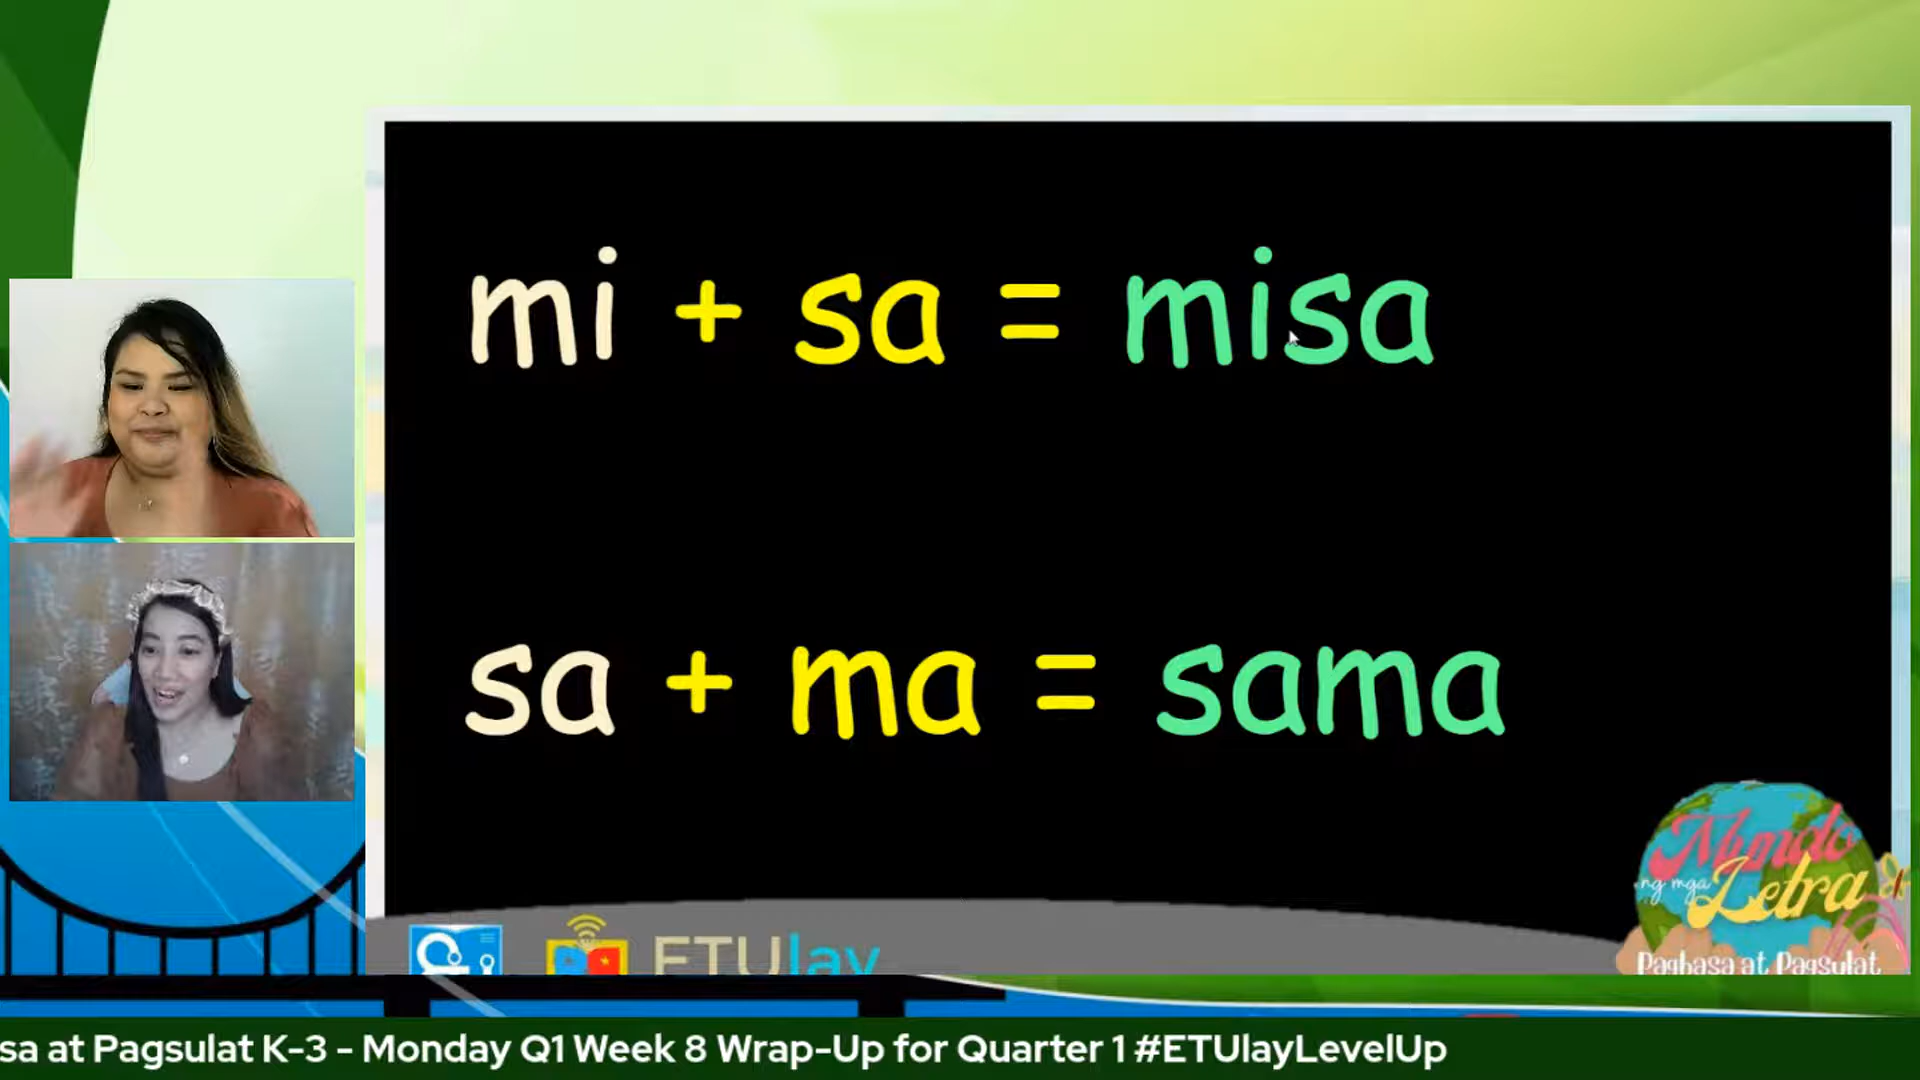 mi + sa = misa
sa + ma = sama
Mundo
ng mga
Letra
Pagbasa at Pagsulat
ETUlay
sa at Pagsulat K-3 - Monday Q1 Week 8 Wrap-Up for Quarter 1 #ETUlayLevelUp